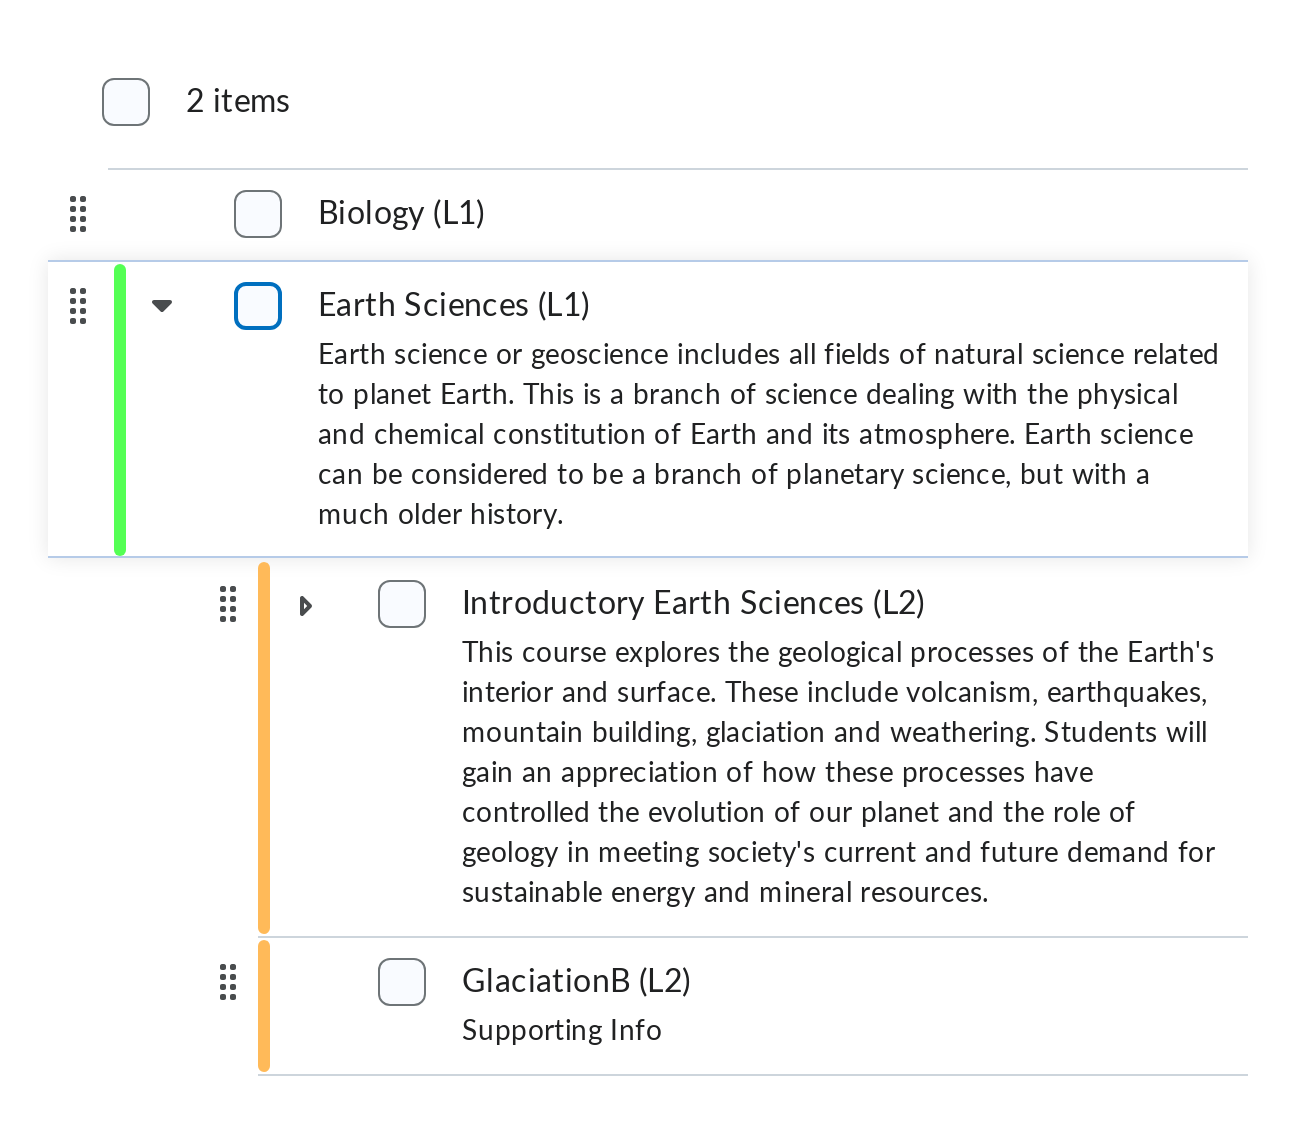 2 items
Biology (L1)
Earth Sciences (L1)
Earth science or geoscience includes all fields of natural science related
to planet Earth. This is a branch of science dealing with the physical
and chemical constitution of Earth and its atmosphere. Earth science
can be considered to be a branch of planetary science, but with a
much older history.
Introductory Earth Sciences (L2)
This course explores the geological processes of the Earth's
interior and surface. These include volcanism, earthquakes,
mountain building, glaciation and weathering. Students will
gain an appreciation of how these processes have
controlled the evolution of our planet and the role of
geology in meeting society's current and future demand for
sustainable energy and mineral resources.
GlaciationB (L2)
Supporting Info